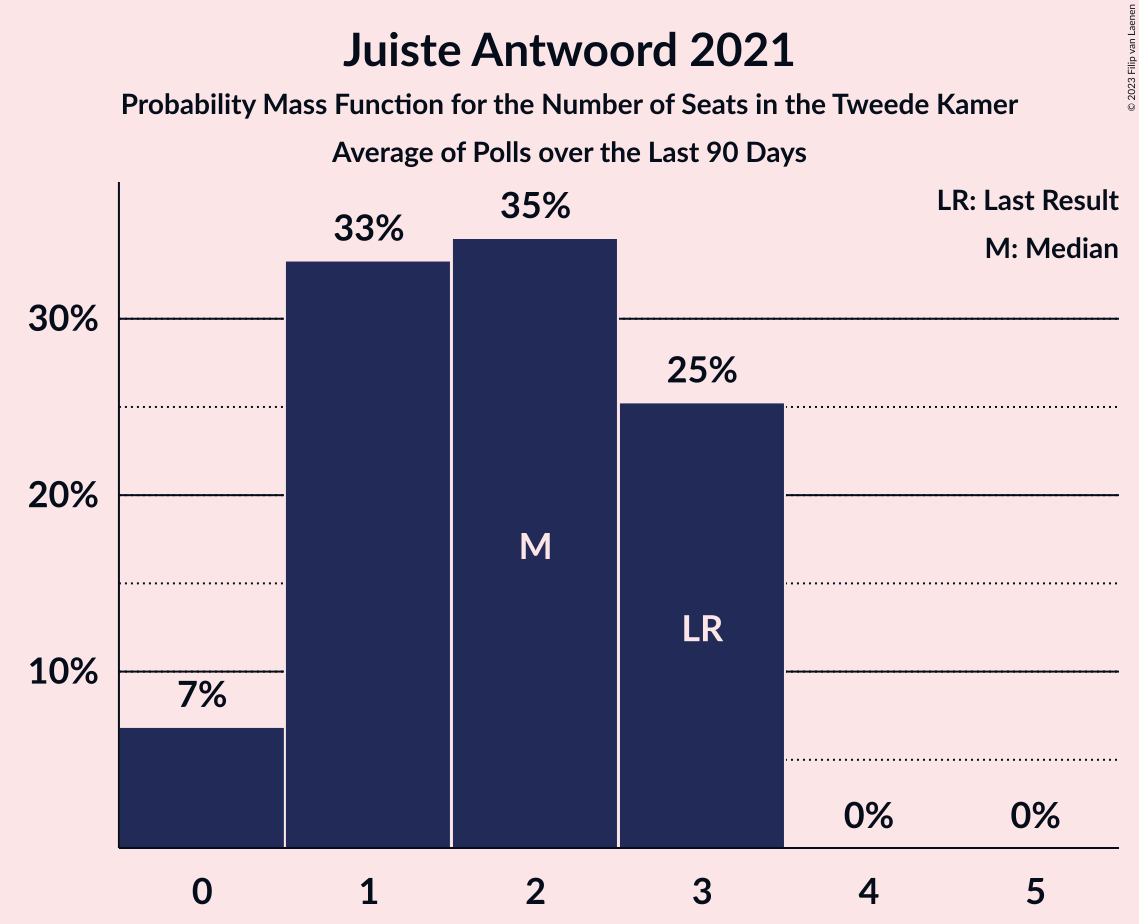 Juiste Antwoord 2021
Probability Mass Function for the Number of Seats in the Tweede Kamer
Average of Polls over the Last 90 Days
© 2023 Filip van Laenen
LR: Last Result
M: Median
35%
33%
30%
25%
20%
M
LR
10%
7%
0%
0%
0
1
2
3
4
5